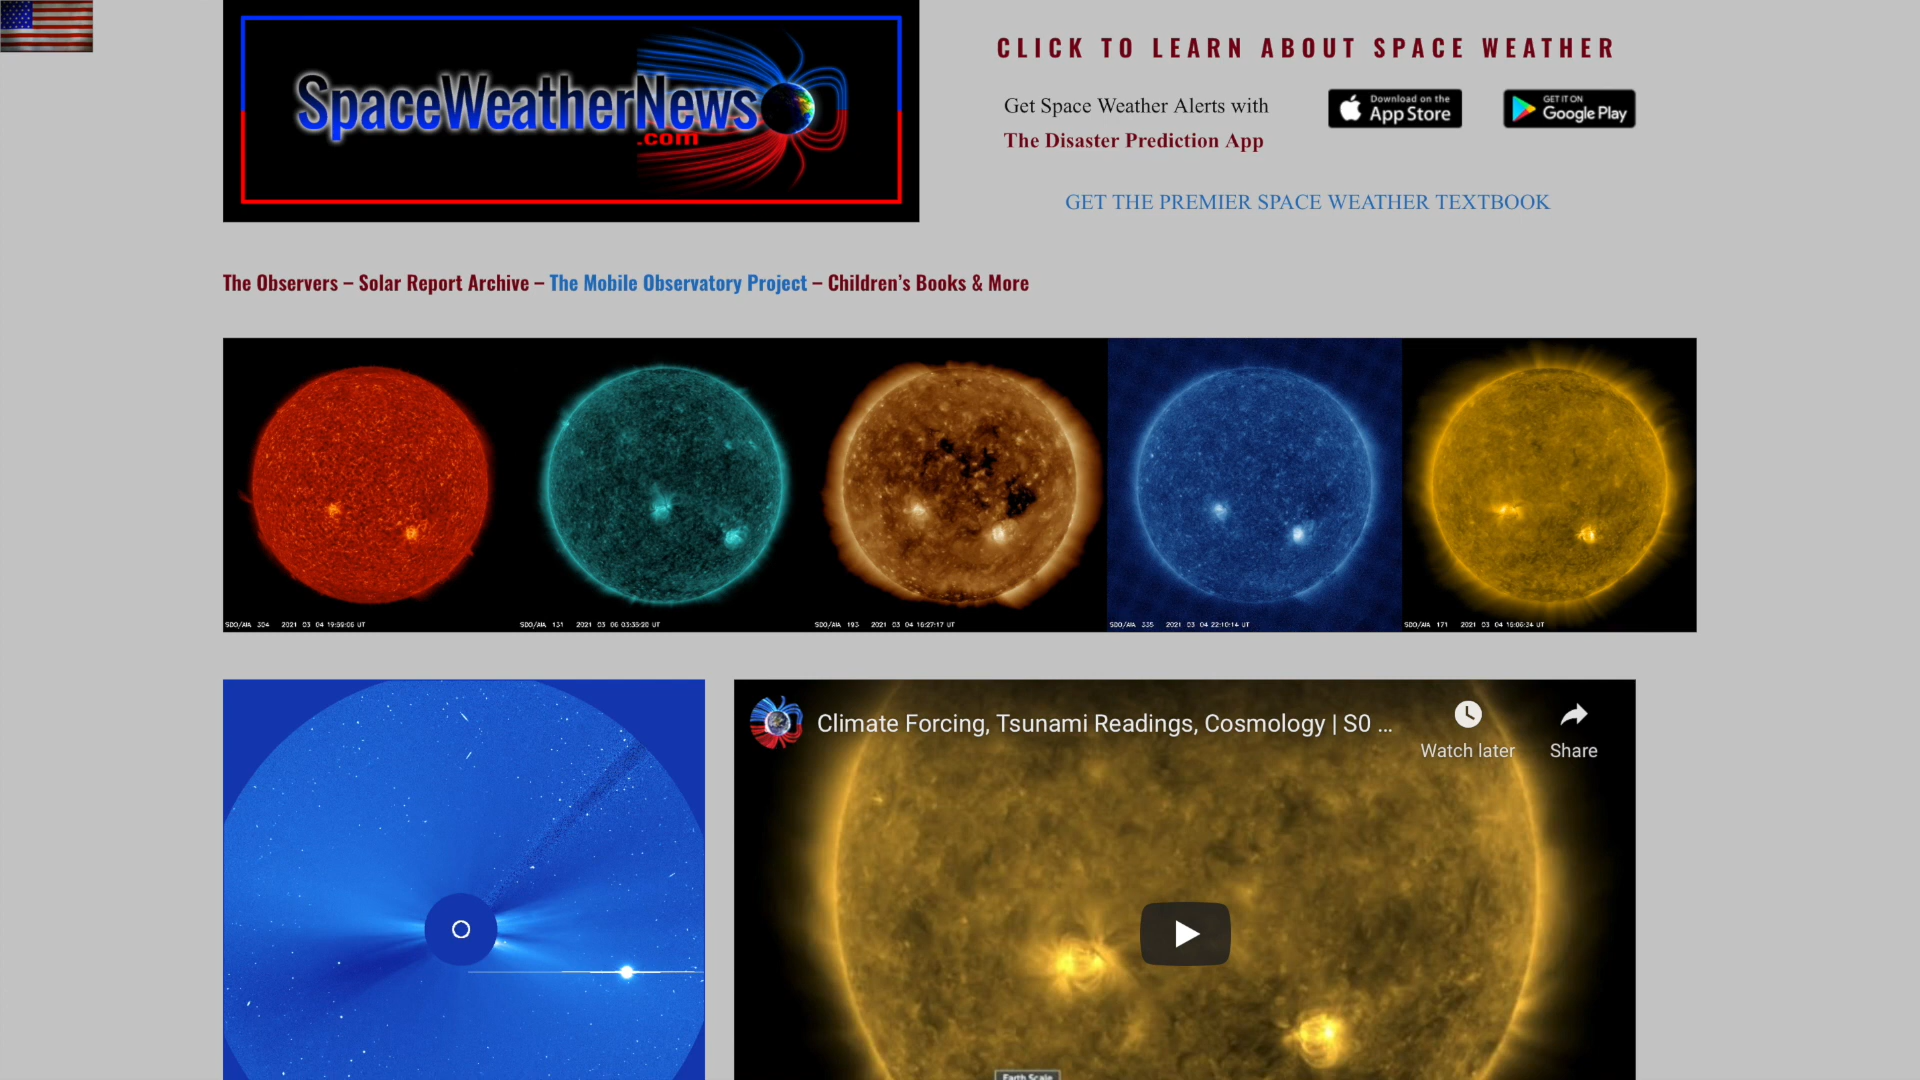 SpaceWeatherNews
.com
CLICK TO LEARN ABOUT SPACE WEATHER
Get Space Weather Alerts with
The Disaster Prediction App
Download on the
App Store
GET IT ON
Google Play
GET THE PREMIER SPACE WEATHER TEXTBOOK
The Observers – Solar Report Archive – The Mobile Observatory Project – Children's Books & More
SDO/AIA 304 2021 03 04 19:59:05 UT
SDO/AIA 131 2021 03 05 03:35:20 UT
SDO/AIA 193 2021 03 04 16:27:17 UT
SDO/AIA 335 2021 03 04 22:10:14 UT
SDO/AIA 171 2021 03 04 15:05:34 UT
Climate Forcing, Tsunami Readings, Cosmology | S0 ...
Watch later
Share
Earth Scale